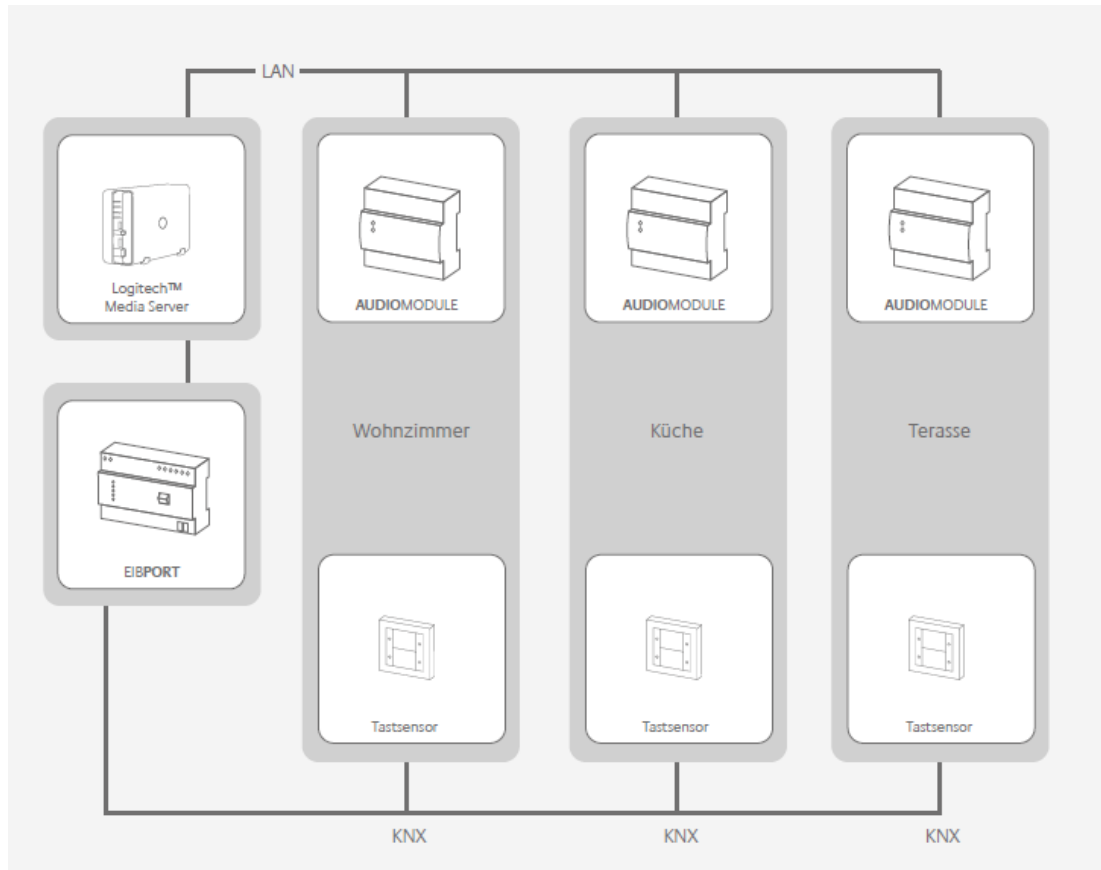 LAN
Logitech™
Media Server
AUDIOMODULE
AUDIOMODULE
AUDIOMODULE
Wohnzimmer
Küche
Terasse
EIBPORT
Tastsensor
Tastsensor
Tastsensor
KNX
KNX
KNX